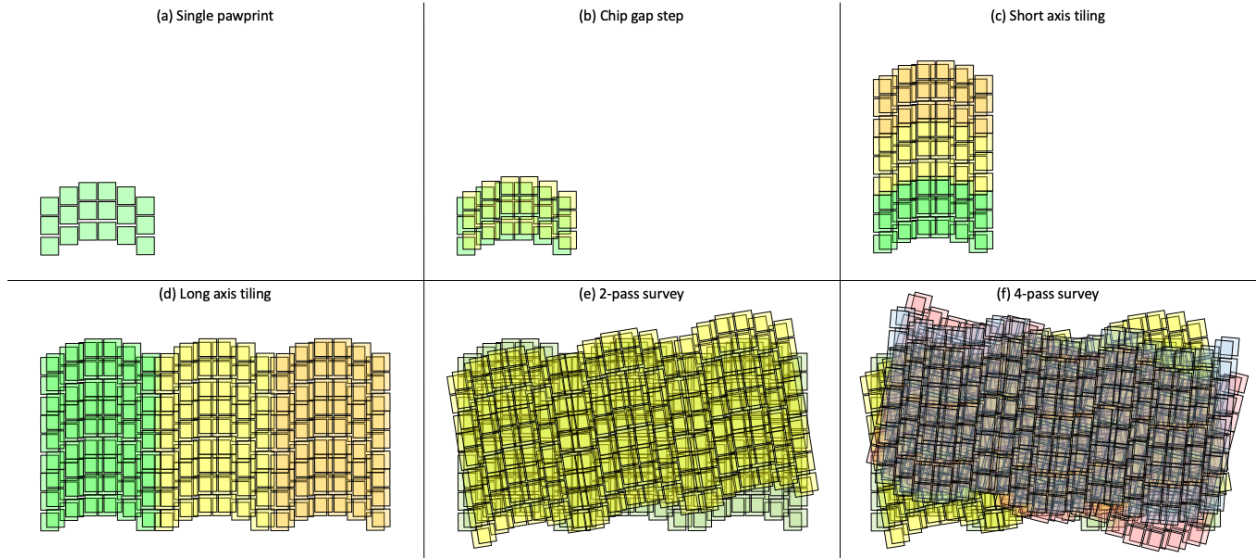 (a) Single pawprint
(b) Chip gap step
(c) Short axis tiling
(d) Long axis tiling
(e) 2-pass survey
(f) 4-pass survey